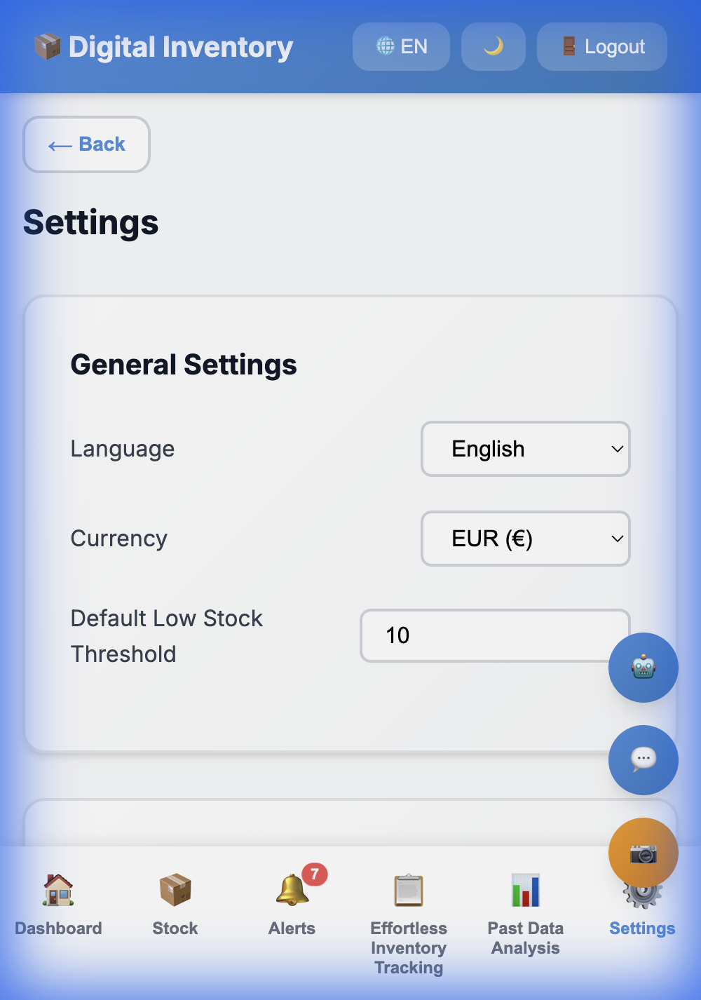 📦 Digital Inventory
🌐 EN
🌙
🚪 Logout
← Back
Settings
General Settings
Language
English
Currency
EUR (€)
Default Low Stock
Threshold
10
7
Dashboard
Stock
Alerts
Effortless
Inventory
Tracking
Past Data
Analysis
Settings